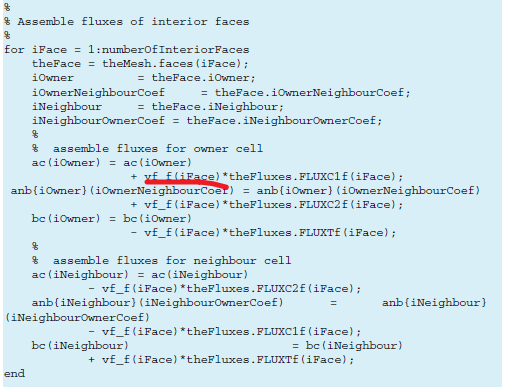 %
% Assemble fluxes of interior faces
%
for iFace = 1:numberOfInteriorFaces
theFace = theMesh.faces(iFace);
iOwner = theFace.iOwner;
iOwnerNeighbourCoef = theFace.iOwnerNeighbourCoef;
iNeighbour = theFace.iNeighbour;
iNeighbourOwnerCoef = theFace.iNeighbourOwnerCoef;
%
% assemble fluxes for owner cell
ac(iOwner) = ac(iOwner)
+ vf_f(iFace)*theFluxes.FLUXC1f(iFace);
anb{iOwner}(iOwnerNeighbourCoef) = anb{iOwner}(iOwnerNeighbourCoef)
+ vf_f(iFace)*theFluxes.FLUXC2f(iFace);
bc(iOwner) = bc(iOwner)
- vf_f(iFace)*theFluxes.FLUXTf(iFace);
%
% assemble fluxes for neighbour cell
ac(iNeighbour) = ac(iNeighbour)
- vf_f(iFace)*theFluxes.FLUXC2f(iFace);
anb{iNeighbour}(iNeighbourOwnerCoef) = anb{iNeighbour}
(iNeighbourOwnerCoef)
- vf_f(iFace)*theFluxes.FLUXC1f(iFace);
bc(iNeighbour) = bc(iNeighbour)
+ vf_f(iFace)*theFluxes.FLUXTf(iFace);
end